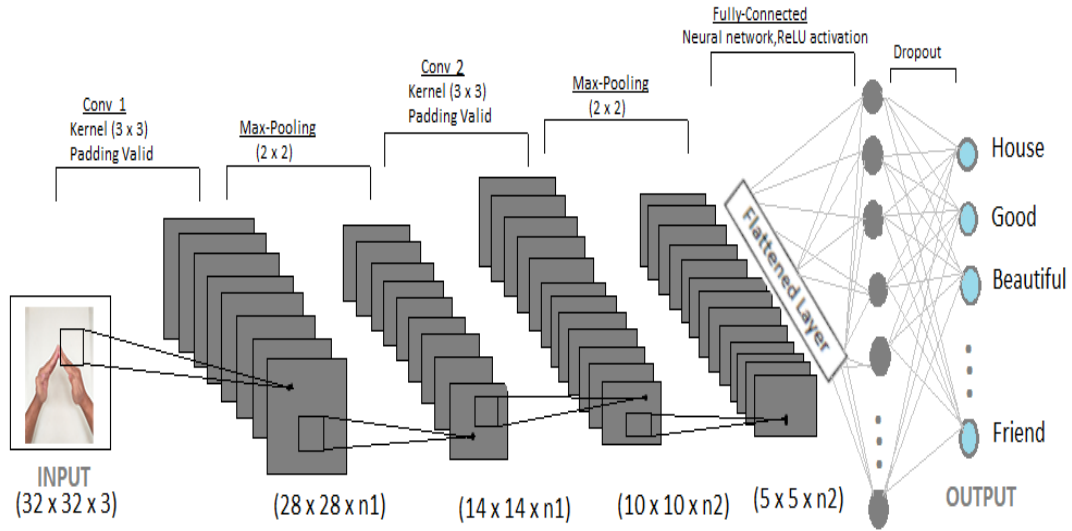 Conv_1
Kernel (3 x 3)
Padding Valid
Max-Pooling
(2 x 2)
Conv_2
Kernel (3 x 3)
Padding Valid
Max-Pooling
(2 x 2)
Fully-Connected
Neural network,ReLU activation
Dropout
Flattened Layer
House
Good
Beautiful
Friend
INPUT
(32 x 32 x 3)
(28 x 28 x n1)
(14 x 14 x n1)
(10 x 10 x n2)
(5 x 5 x n2)
OUTPUT